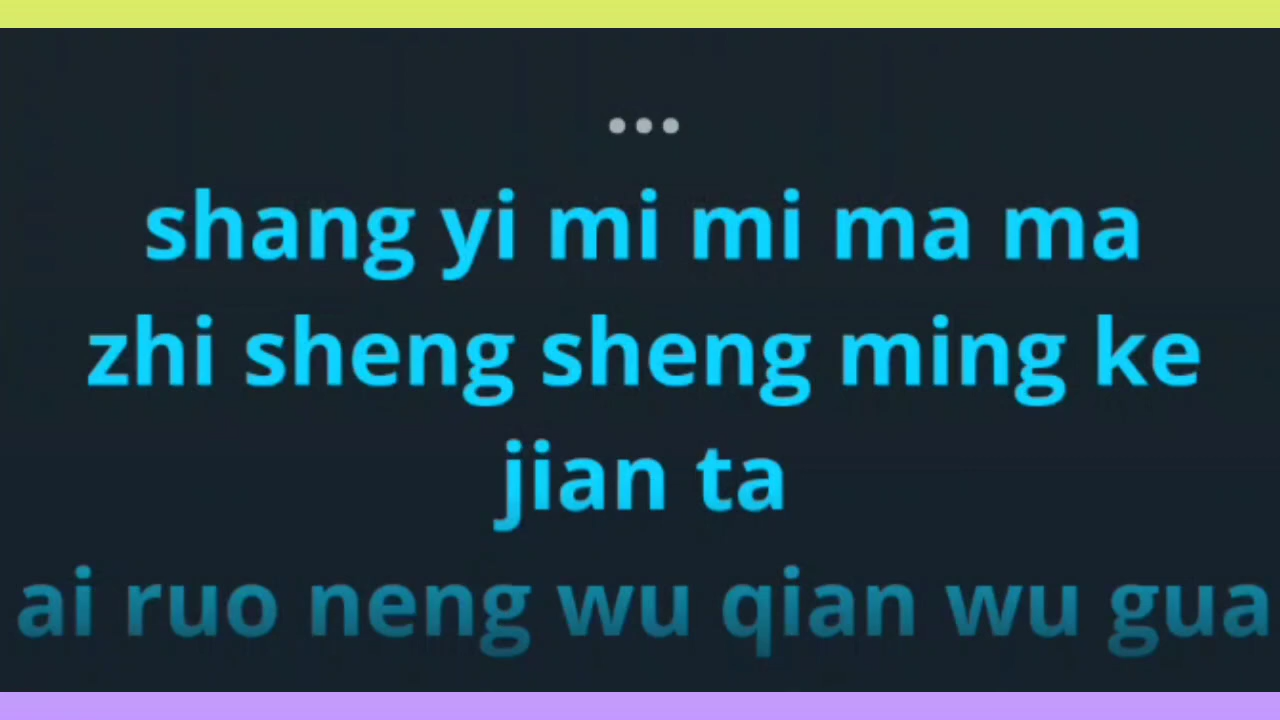 •••
shang yi mi mi ma ma
zhi sheng sheng ming ke
jian ta
ai ruo neng wu qian wu gua